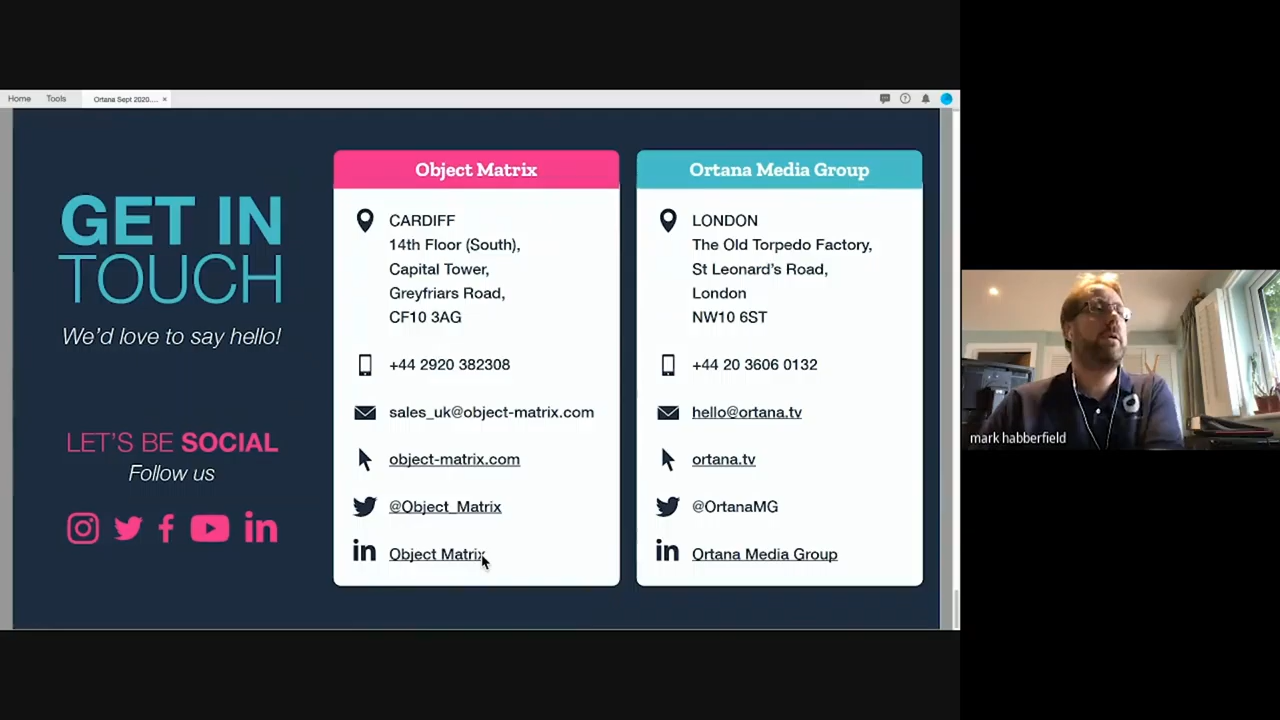 Home Tools Ortana Sept 2020.... ×
GET IN
TOUCH
We'd love to say hello!
LET'S BE SOCIAL
Follow us
Object Matrix
CARDIFF
14th Floor (South),
Capital Tower,
Greyfriars Road,
CF10 3AG
+44 2920 382308
sales_uk@object-matrix.com
object-matrix.com
@Object_Matrix
Object Matrix
Ortana Media Group
LONDON
The Old Torpedo Factory,
St Leonard's Road,
London
NW10 6ST
+44 20 3606 0132
hello@ortana.tv
ortana.tv
@OrtanaMG
Ortana Media Group
mark habberfield